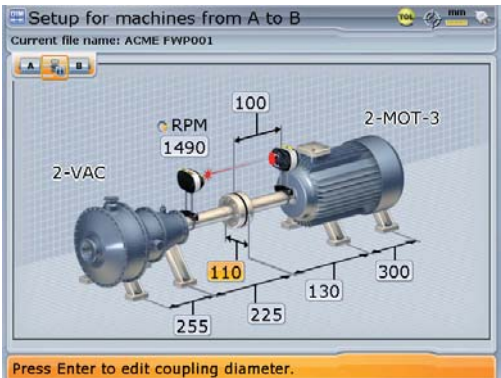 Setup for machines from A to B
TOL
mm
Current file name: ACME FWP001
A
B
100
RPM
1490
2-MOT-3
2-VAC
110
300
130
225
255
Press Enter to edit coupling diameter.